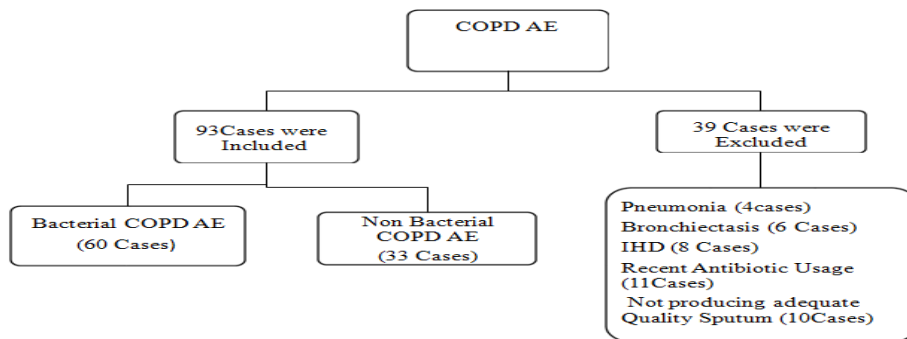 COPD AE
93Cases were
Included
39 Cases were
Excluded
Bacterial COPD AE
(60 Cases)
Non Bacterial
COPD AE
(33 Cases)
Pneumonia (4cases)
Bronchiectasis (6 Cases)
IHD (8 Cases)
Recent Antibiotic Usage
(11Cases)
Not producing adequate
Quality Sputum (10Cases)